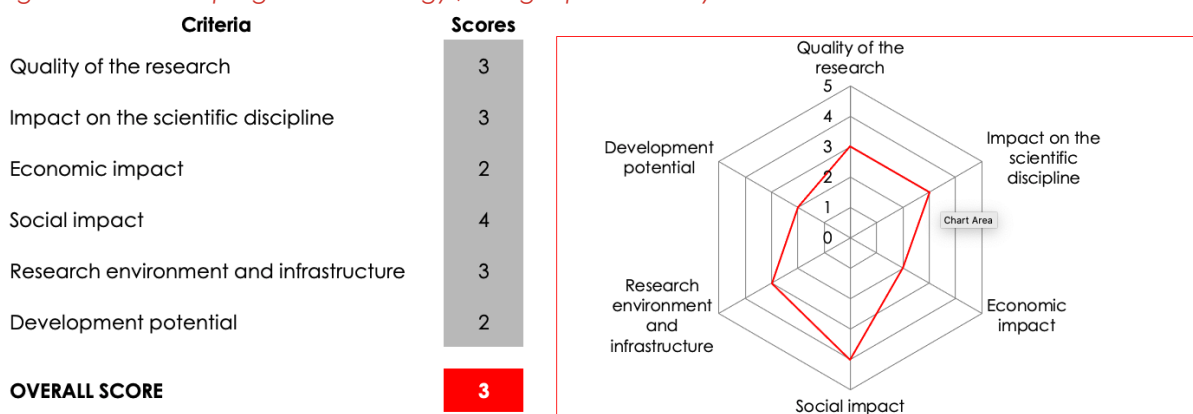 Criteria Scores
Quality of the research 3
Impact on the scientific discipline 3
Economic impact 2
Social impact 4
Research environment and infrastructure 3
Development potential 2
OVERALL SCORE 3
Quality of the
research
5
4
3
2
1
0
Impact on the
scientific
discipline
Chart Area
Economic
impact
Social impact
Research
environment
and
infrastructure
Development
potential